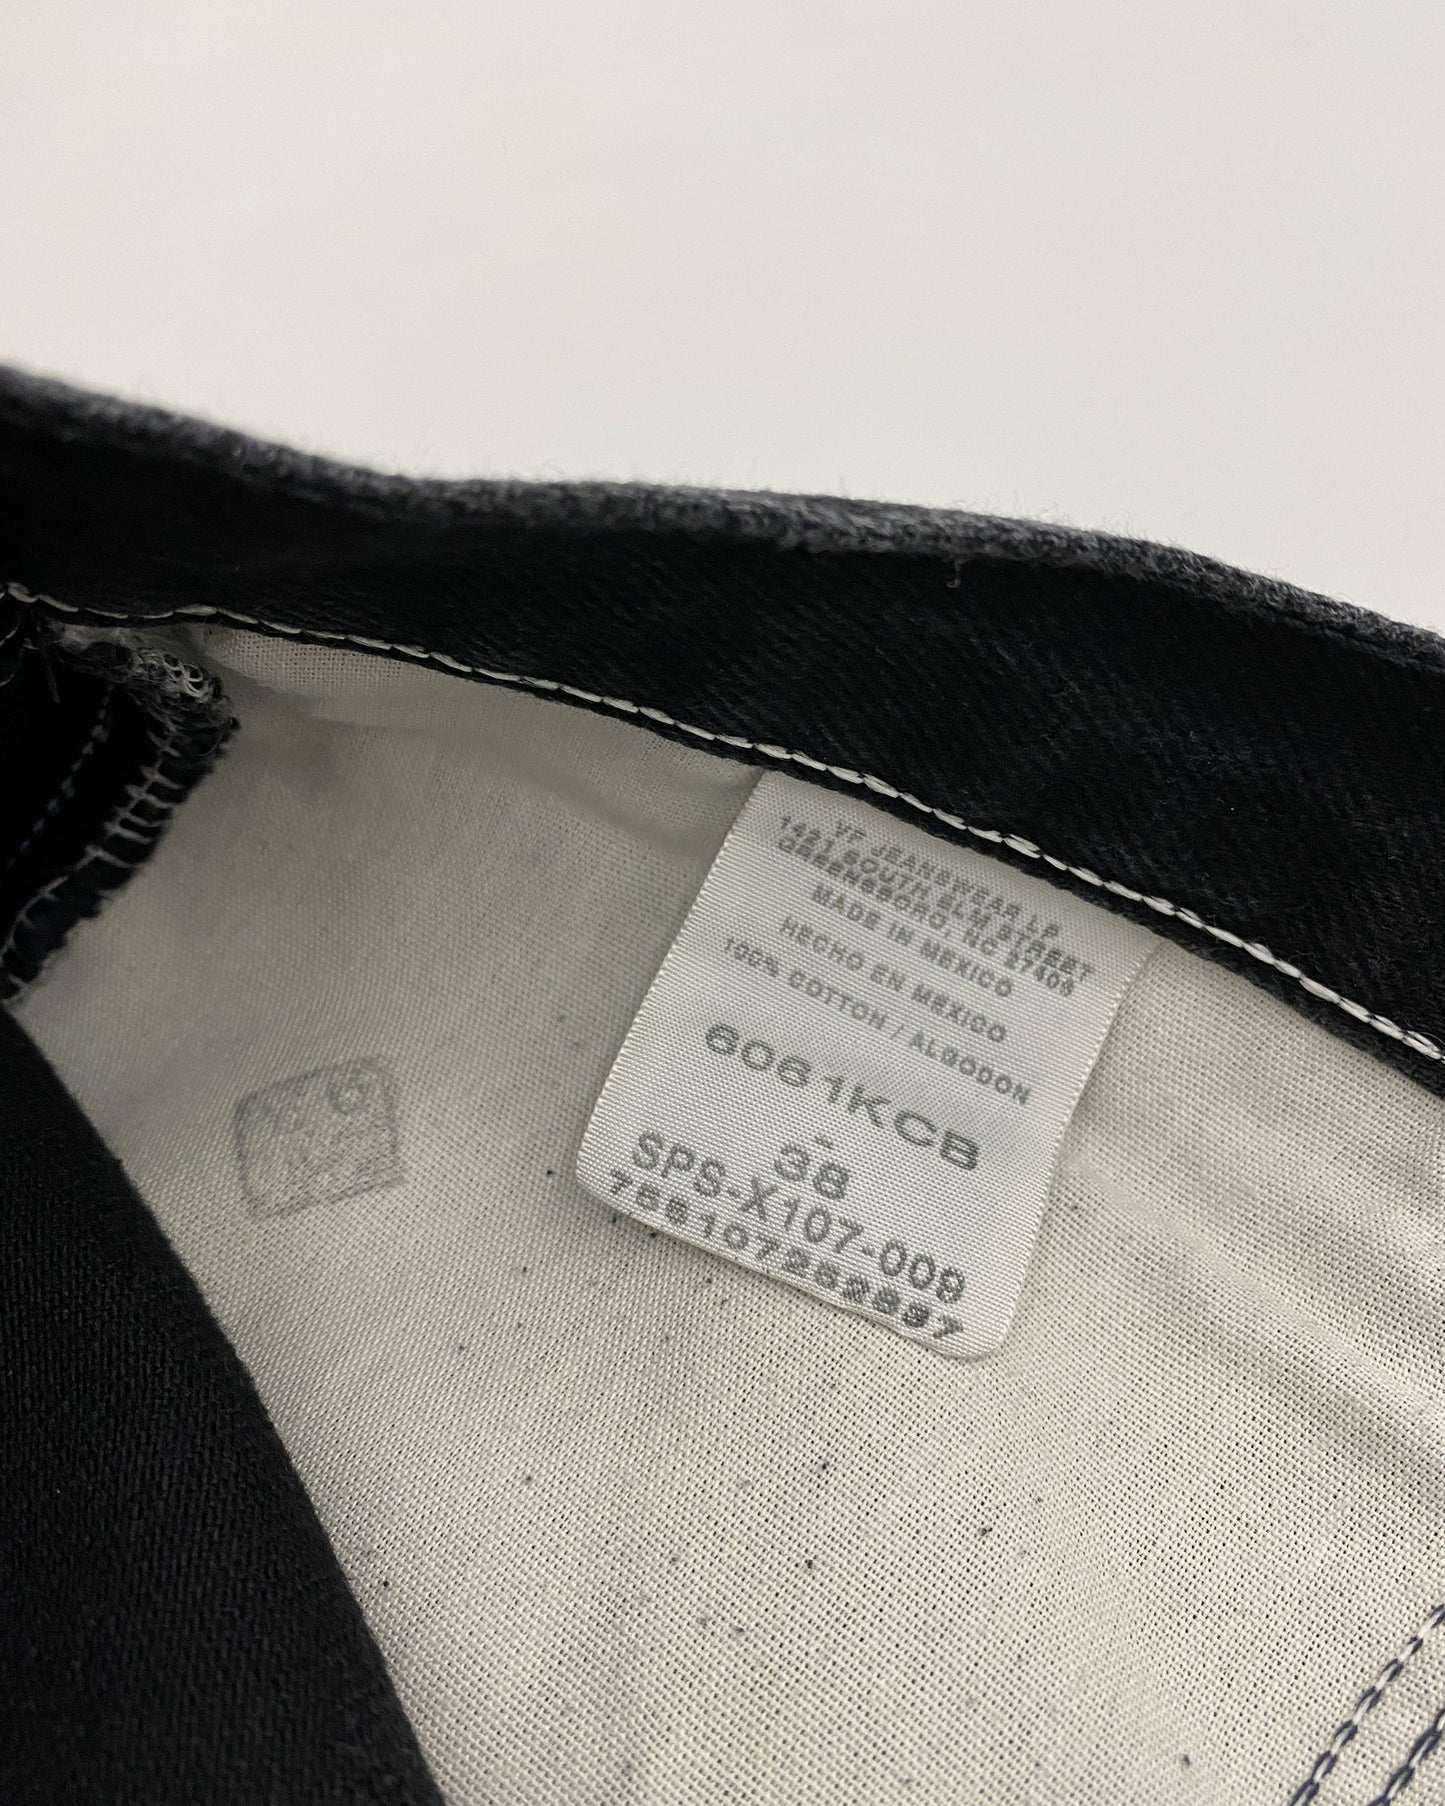 VF JEANSWEAR LP
1421 SOUTH ELM STREET
GREENSBORO, NC 27406
MADE IN MEXICO
HECHO EN MEXICO
100% COTTON / ALGODON
6061KCB
38
SPS-X107-009